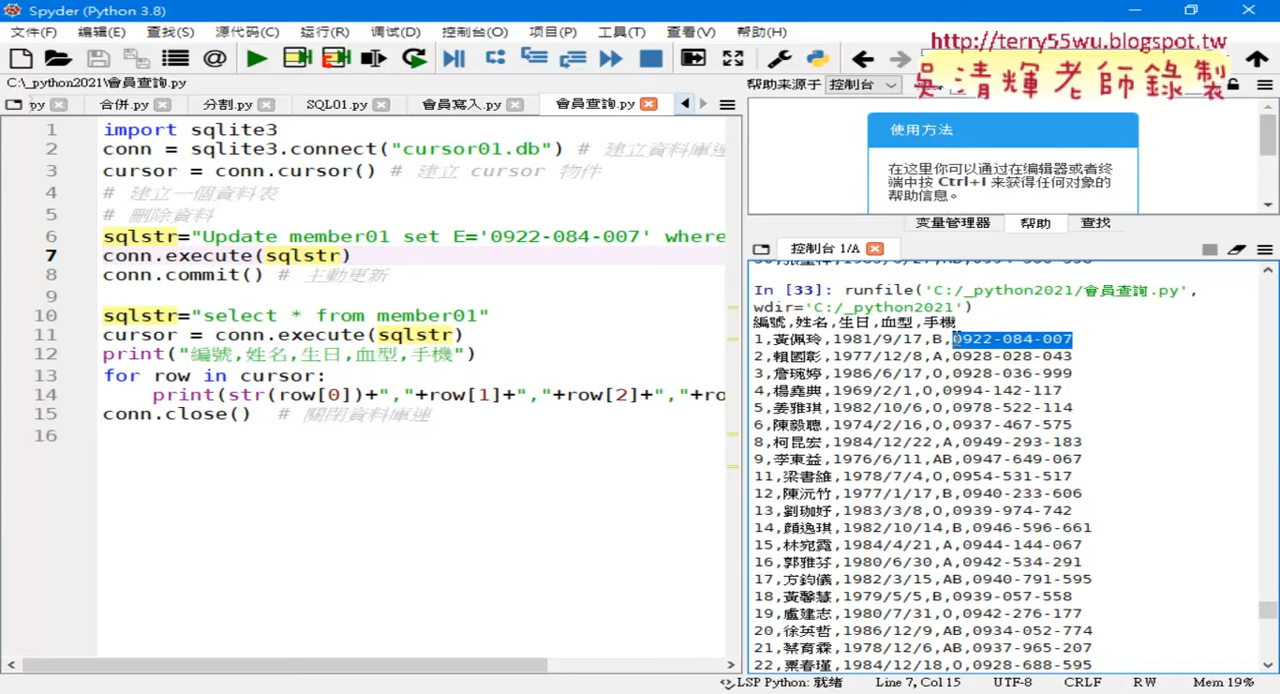 Spyder (Python 3.8)
文件(F) 编辑(E) 查找(S) 源代码(C) 运行(R) 调试(D) 控制台(O) 项目(P) 工具(T) 查看(V) 帮助(H)
http://terry55wu.blogspot.tw
吳清輝老師錄製
C:\_python2021\會員查詢.py
帮助来源于 控制台
py 合併.py 分割.py SQL01.py 會員寫入.py 會員查詢.py
1 import sqlite3
2 conn = sqlite3.connect("cursor01.db") # 建立資料庫連
3 cursor = conn.cursor() # 建立 cursor 物件
4 # 建立一個資料表
5 # 刪除資料
6 sqlstr="Update member01 set E='0922-084-007' where
7 conn.execute(sqlstr)
8 conn.commit() # 主動更新
9
10 sqlstr="select * from member01"
11 cursor = conn.execute(sqlstr)
12 print("編號,姓名,生日,血型,手機")
13 for row in cursor:
14 print(str(row[0])+","+row[1]+","+row[2]+","+ro
15 conn.close() # 關閉資料庫連
16
使用方法
在这里你可以通过在编辑器或者终
端中按 Ctrl+I 来获得任何对象的
帮助信息。
变量管理器 帮助 查找
控制台 1/A
In [33]: runfile('C:/_python2021/會員查詢.py',
wdir='C:/_python2021')
編號,姓名,生日,血型,手機
1,黃佩玲,1981/9/17,B,0922-084-007
2,賴國彰,1977/12/8,A,0928-028-043
3,詹琬婷,1986/6/17,O,0928-036-999
4,楊堯典,1969/2/1,O,0994-142-117
5,姜雅琪,1982/10/6,O,0978-522-114
6,陳毅聰,1974/2/16,O,0937-467-575
8,柯昆宏,1984/12/22,A,0949-293-183
9,李東益,1976/6/11,AB,0947-649-067
11,梁書維,1978/7/4,O,0954-531-517
12,陳沅竹,1977/1/17,B,0940-233-606
13,劉珈妤,1983/3/8,O,0939-974-742
14,顏逸琪,1982/10/14,B,0946-596-661
15,林宛霓,1984/4/21,A,0944-144-067
16,郭雅芬,1980/6/30,A,0942-534-291
17,方鈞儀,1982/3/15,AB,0940-791-595
18,黃馨慧,1979/5/5,B,0939-057-558
19,盧建志,1980/7/31,O,0942-276-177
20,徐英哲,1986/12/9,AB,0934-052-774
21,蔡育霖,1978/12/6,AB,0937-965-207
22,粟春瑾,1984/12/18,O,0928-688-595
LSP Python: 就绪 Line 7, Col 15 UTF-8 CRLF RW Mem 19%